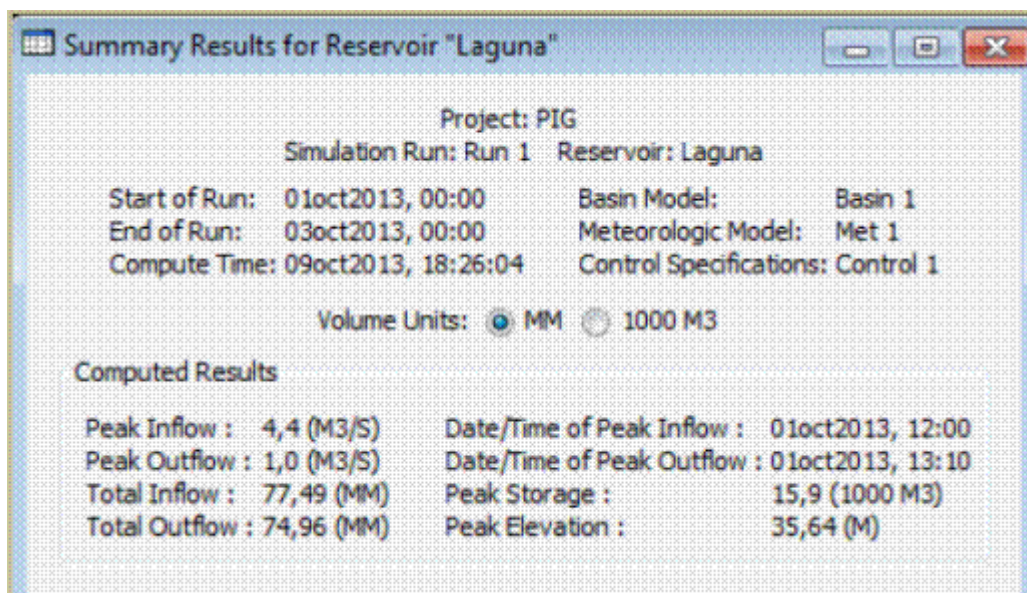 Summary Results for Reservoir "Laguna"
Project: PIG
Simulation Run: Run 1 Reservoir: Laguna
Start of Run: 01oct2013, 00:00 Basin Model: Basin 1
End of Run: 03oct2013, 00:00 Meteorologic Model: Met 1
Compute Time: 09oct2013, 18:26:04 Control Specifications: Control 1
Volume Units: MM 1000 M3
Computed Results
Peak Inflow : 4,4 (M3/S) Date/Time of Peak Inflow : 01oct2013, 12:00
Peak Outflow : 1,0 (M3/S) Date/Time of Peak Outflow : 01oct2013, 13:10
Total Inflow : 77,49 (MM) Peak Storage : 15,9 (1000 M3)
Total Outflow : 74,96 (MM) Peak Elevation : 35,64 (M)